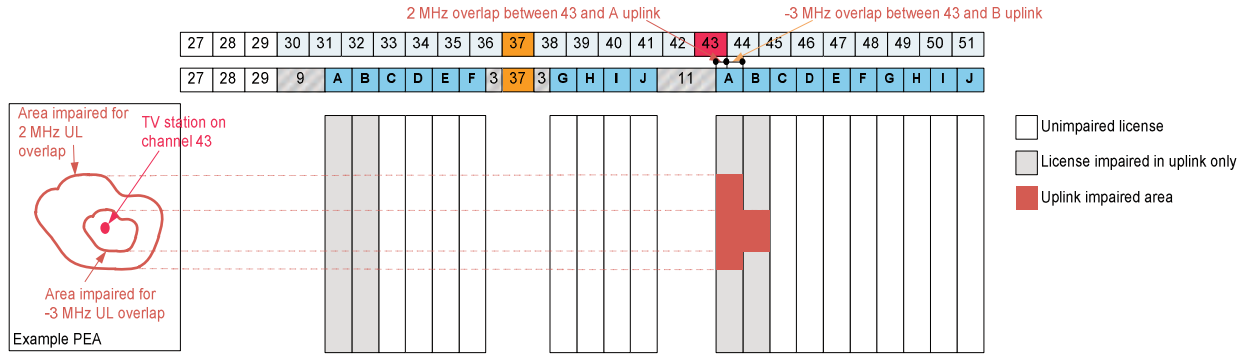 2 MHz overlap between 43 and A uplink
-3 MHz overlap between 43 and B uplink
27 28 29 30 31 32 33 34 35 36 37 38 39 40 41 42 43 44 45 46 47 48 49 50 51
27 28 29 9 A B C D E F 3 37 3 G H I J 11 A B C D E F G H I J
Area impaired for
2 MHz UL
overlap
TV station on
channel 43
Area impaired for
-3 MHz UL overlap
Example PEA
Unimpaired license
License impaired in uplink only
Uplink impaired area